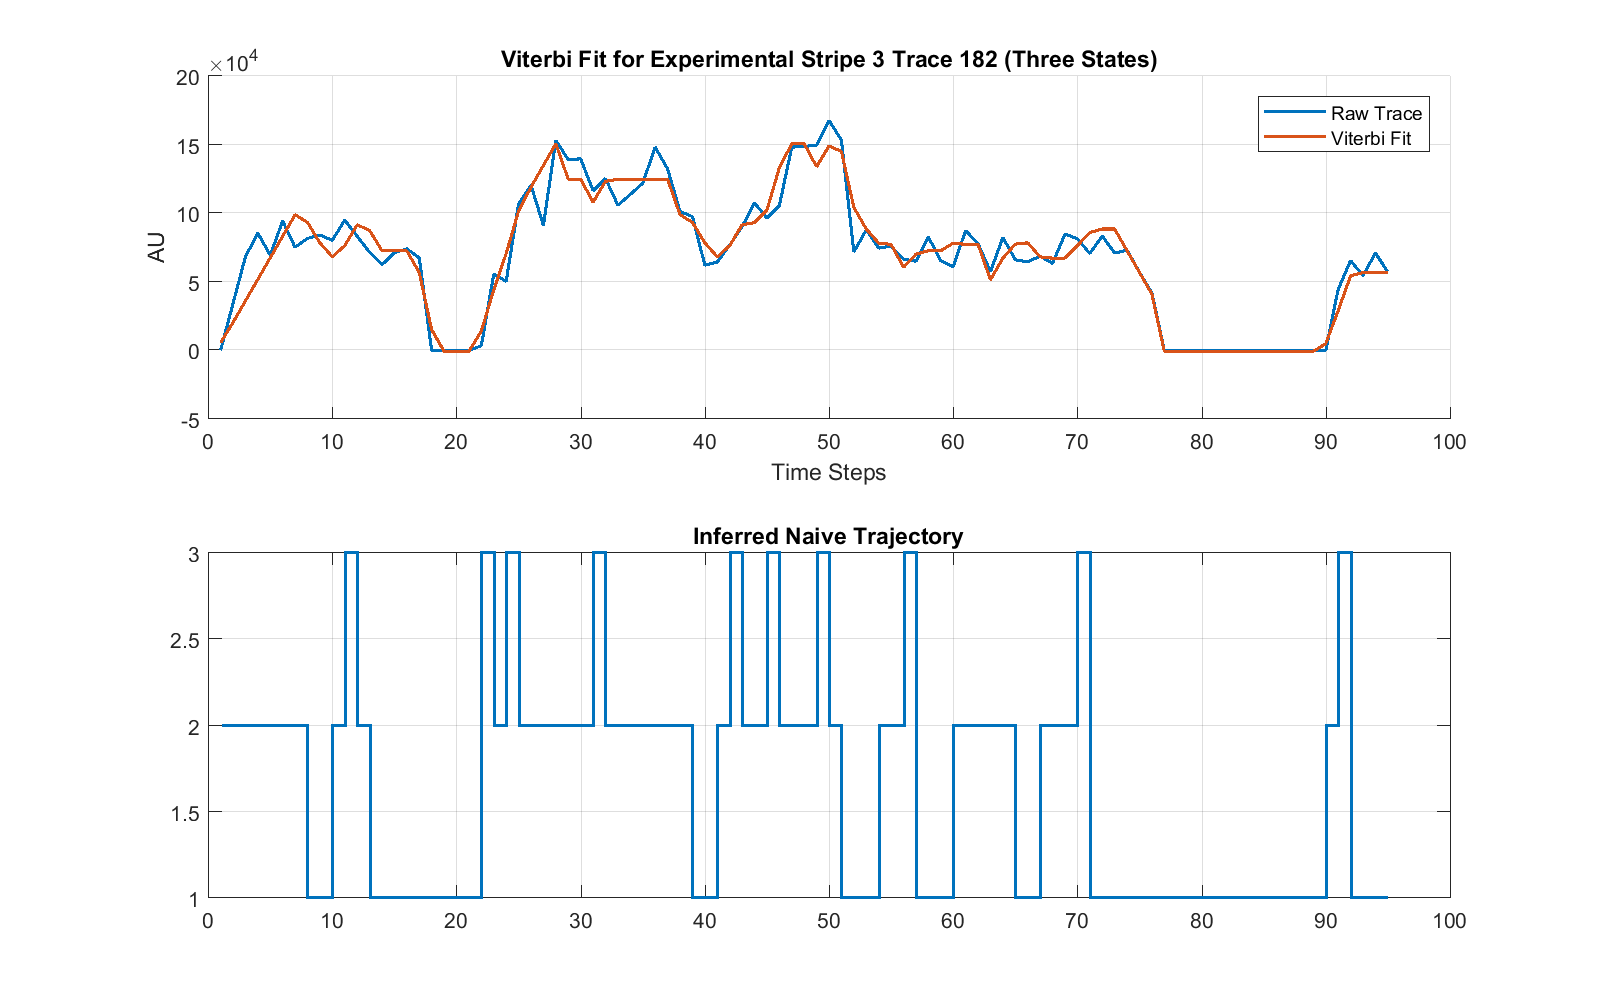 Viterbi Fit for Experimental Stripe 3 Trace 182 (Three States)
×10^4
20
15
10
5
0
-5
AU
Raw Trace
Viterbi Fit
0 10 20 30 40 50 60 70 80 90 100
Time Steps
Inferred Naive Trajectory
3
2.5
2
1.5
1
0 10 20 30 40 50 60 70 80 90 100